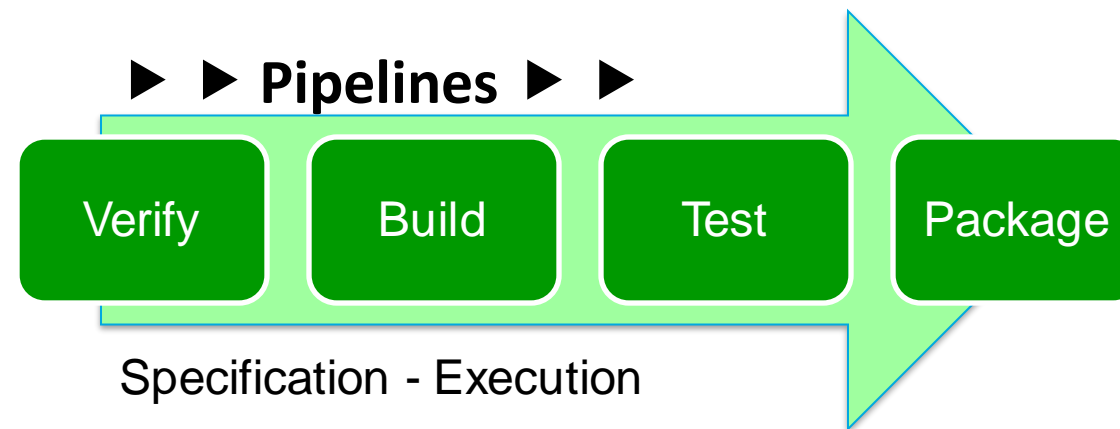 ▶ ▶ Pipelines ▶ ▶
Verify
Build
Test
Package
Specification - Execution